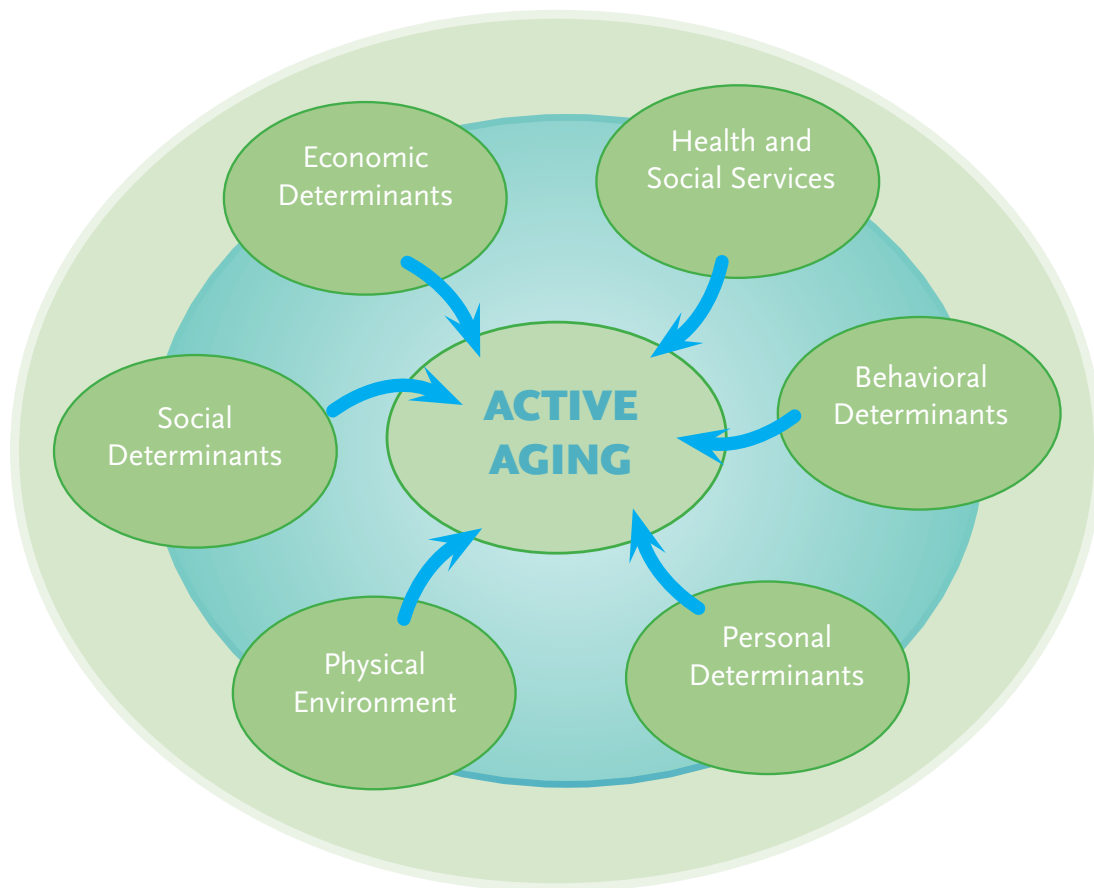 Economic
Determinants
Health and
Social Services
Behavioral
Determinants
Social
Determinants
ACTIVE
AGING
Physical
Environment
Personal
Determinants